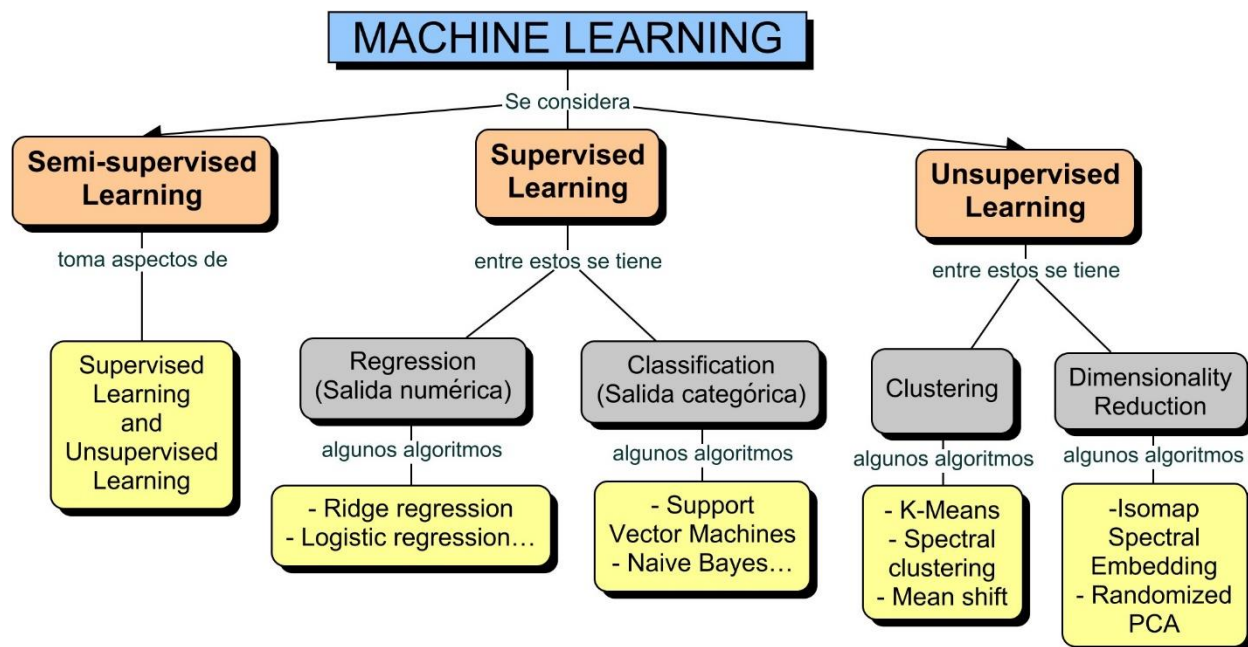 MACHINE LEARNING
Se considera
Semi-supervised
Learning
Supervised
Learning
Unsupervised
Learning
toma aspectos de
entre estos se tiene
entre estos se tiene
Supervised
Learning
and
Unsupervised
Learning
Regression
(Salida numérica)
Classification
(Salida categórica)
Clustering
Dimensionality
Reduction
algunos algoritmos
algunos algoritmos
algunos algoritmos
algunos algoritmos
- Ridge regression
- Logistic regression…
- Support
Vector Machines
- Naive Bayes…
- K-Means
- Spectral
clustering
- Mean shift
-Isomap
Spectral
Embedding
- Randomized
PCA